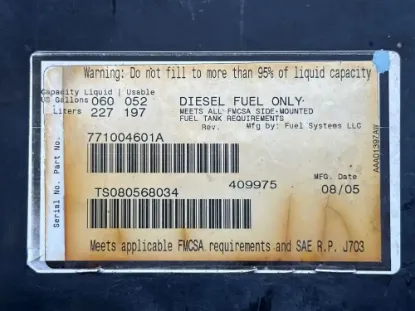 Warning: Do not fill to more than 95% of liquid capacity
Capacity Liquid | Usable
US Gallons 060 052
Liters 227 197
DIESEL FUEL ONLY
MEETS ALL FMCSA SIDE-MOUNTED
FUEL TANK REQUIREMENTS
Rev. Mfg by: Fuel Systems LLC
Part No.
771004601A
Serial No.
TS080568034
409975
MFG. Date
08/05
AAA01397AW
Meets applicable FMCSA requirements and SAE R.P. J703